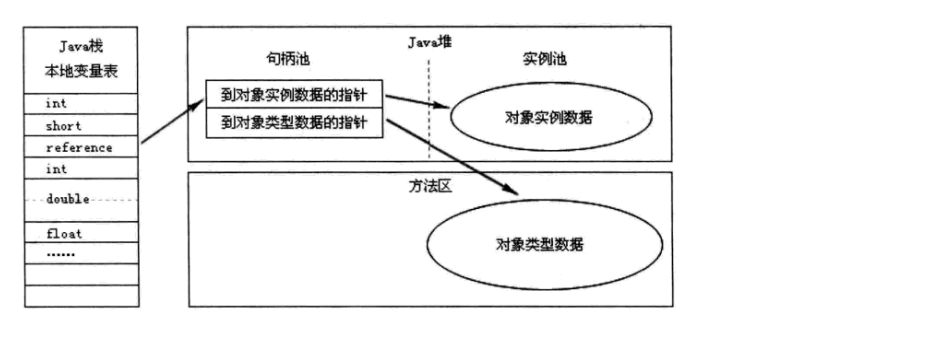 Java栈
本地变量表
int
short
reference
int
double
float
……
Java堆
句柄池
实例池
到对象实例数据的指针
到对象类型数据的指针
对象实例数据
方法区
对象类型数据